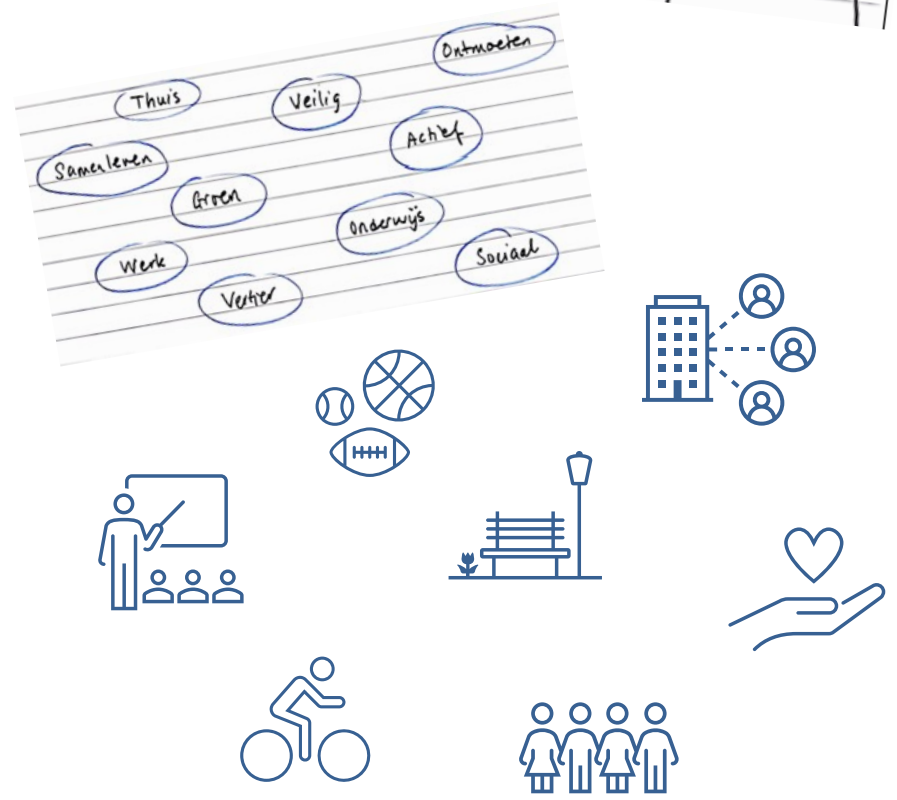 Ontmoeten
Thuis
Veilig
Actief
Samenleven
Groen
Onderwijs
Werk
Sociaal
Vertier